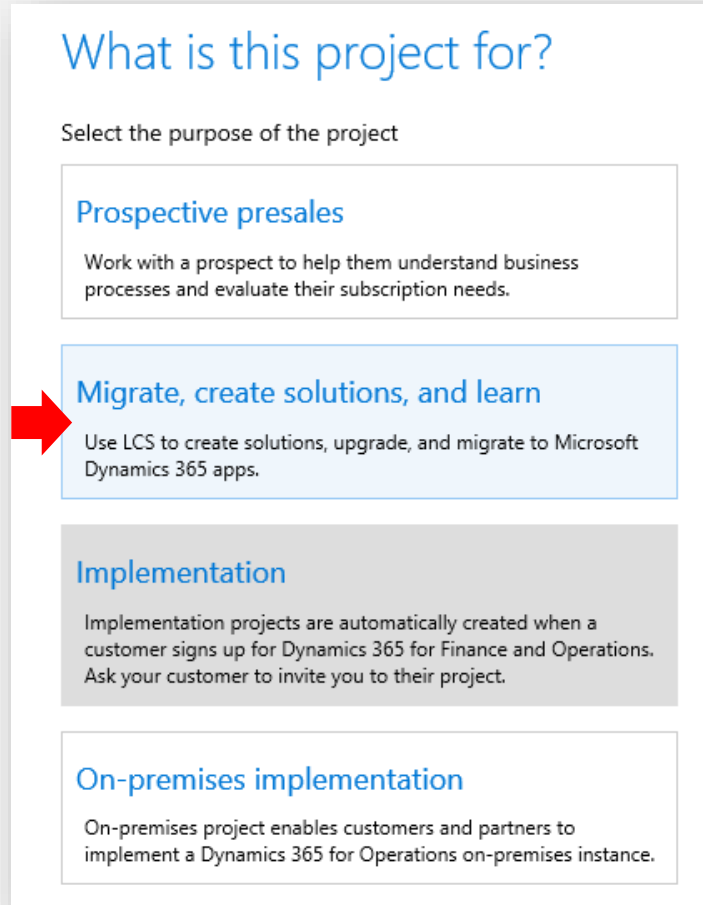 What is this project for?
Select the purpose of the project
Prospective presales
Work with a prospect to help them understand business
processes and evaluate their subscription needs.
Migrate, create solutions, and learn
Use LCS to create solutions, upgrade, and migrate to Microsoft
Dynamics 365 apps.
Implementation
Implementation projects are automatically created when a
customer signs up for Dynamics 365 for Finance and Operations.
Ask your customer to invite you to their project.
On-premises implementation
On-premises project enables customers and partners to
implement a Dynamics 365 for Operations on-premises instance.